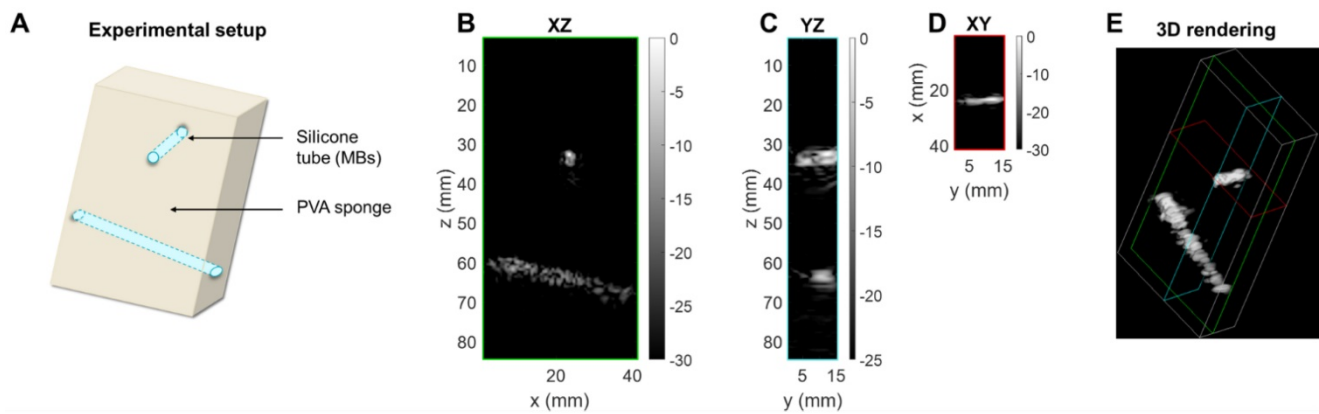 A
Experimental setup
Silicone
tube (MBs)
PVA sponge
B
XZ
z (mm)
10
20
30
40
50
60
70
80
20
40
x (mm)
0
-5
-10
-15
-20
-25
-30
C
YZ
z (mm)
10
20
30
40
50
60
70
80
5
15
y (mm)
0
-5
-10
-15
-20
-25
D
XY
x (mm)
0
20
40
5
15
y (mm)
0
-10
-20
-30
E
3D rendering